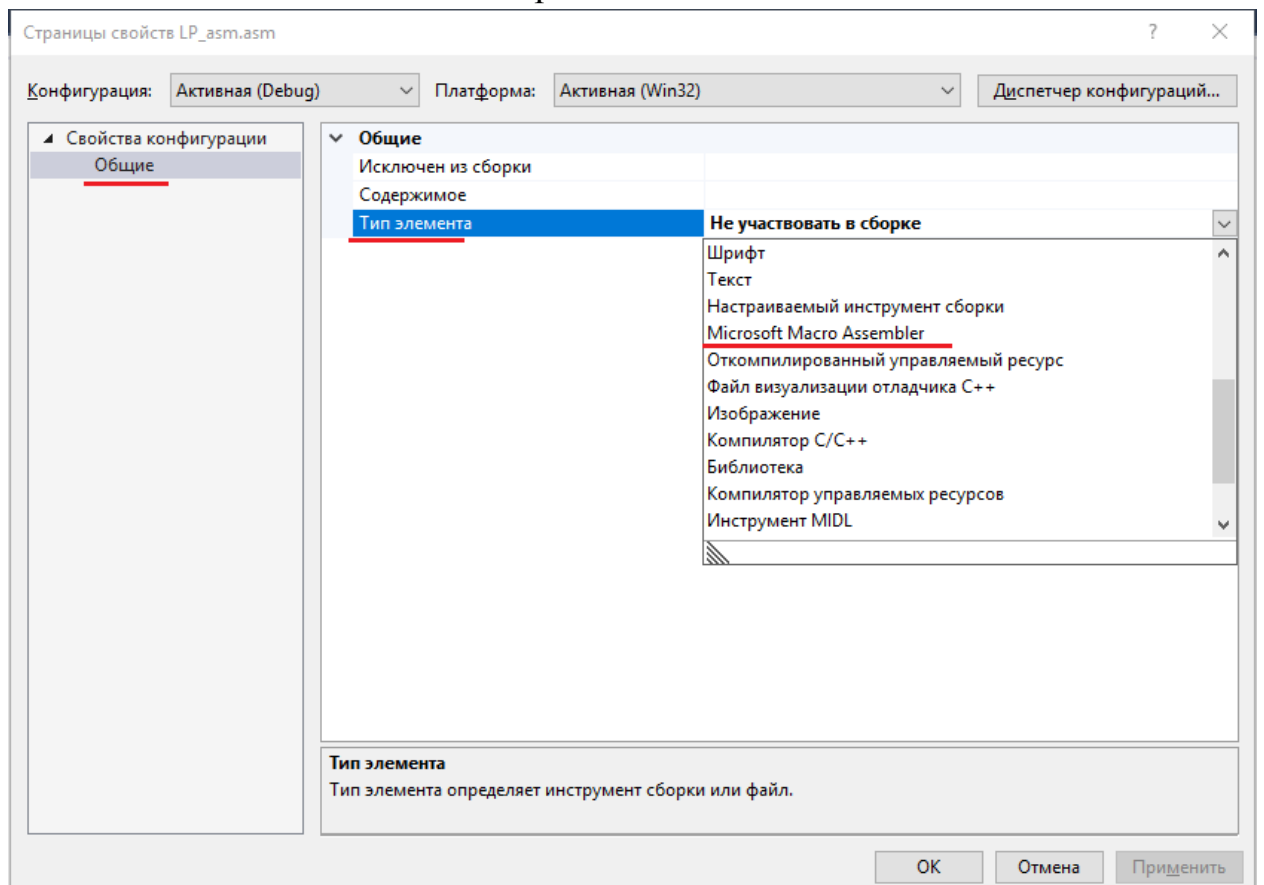 Страницы свойств LP_asm.asm
?
Конфигурация: Активная (Debug) Платформа: Активная (Win32) Диспетчер конфигураций...
Свойства конфигурации
Общие
Общие
Исключен из сборки
Содержимое
Тип элемента Не участвовать в сборке
Шрифт
Текст
Настраиваемый инструмент сборки
Microsoft Macro Assembler
Откомпилированный управляемый ресурс
Файл визуализации отладчика C++
Изображение
Компилятор C/C++
Библиотека
Компилятор управляемых ресурсов
Инструмент MIDL
Тип элемента
Тип элемента определяет инструмент сборки или файл.
ОК Отмена Применить